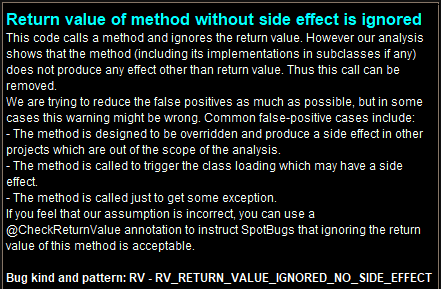 Return value of method without side effect is ignored
This code calls a method and ignores the return value. However our analysis
shows that the method (including its implementations in subclasses if any)
does not produce any effect other than return value. Thus this call can be
removed.
We are trying to reduce the false positives as much as possible, but in some
cases this warning might be wrong. Common false-positive cases include:
- The method is designed to be overridden and produce a side effect in other
projects which are out of the scope of the analysis.
- The method is called to trigger the class loading which may have a side
effect.
- The method is called just to get some exception.
If you feel that our assumption is incorrect, you can use a
@CheckReturnValue annotation to instruct SpotBugs that ignoring the return
value of this method is acceptable.
Bug kind and pattern: RV - RV_RETURN_VALUE_IGNORED_NO_SIDE_EFFECT